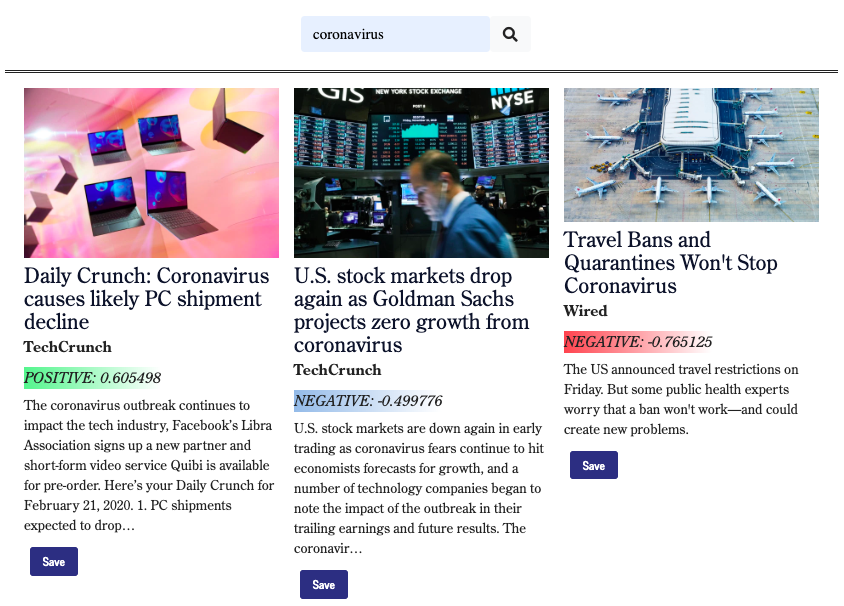 coronavirus
GIS
NEW YORK STOCK EXCHANGE
NYSE
Daily Crunch: Coronavirus
causes likely PC shipment
decline
TechCrunch
POSITIVE: 0.605498
The coronavirus outbreak continues to
impact the tech industry, Facebook’s Libra
Association signs up a new partner and
short-form video service Quibi is available
for pre-order. Here’s your Daily Crunch for
February 21, 2020. 1. PC shipments
expected to drop…
Save
U.S. stock markets drop
again as Goldman Sachs
projects zero growth from
coronavirus
TechCrunch
NEGATIVE: -0.499776
U.S. stock markets are down again in early
trading as coronavirus fears continue to hit
economists forecasts for growth, and a
number of technology companies began to
note the impact of the outbreak in their
trailing earnings and future results. The
coronavir…
Save
Travel Bans and
Quarantines Won't Stop
Coronavirus
Wired
NEGATIVE: -0.765125
The US announced travel restrictions on
Friday. But some public health experts
worry that a ban won't work—and could
create new problems.
Save